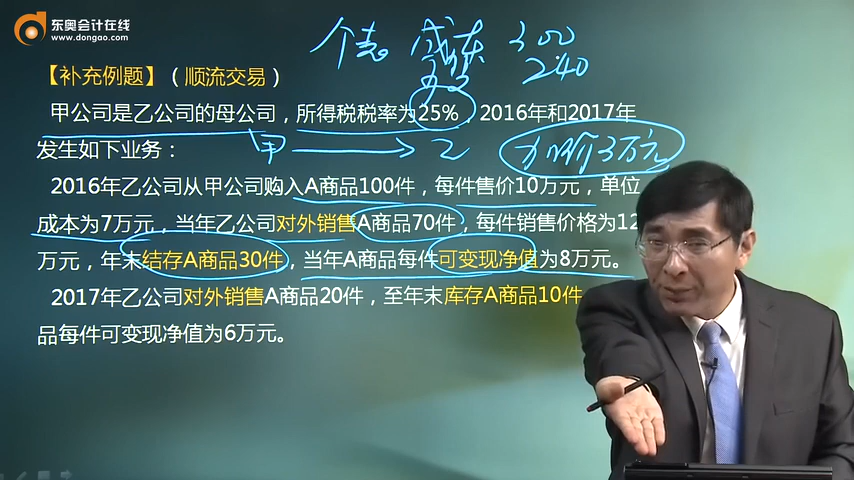 东奥会计在线
www.dongao.com
个表 成本 300
240
【补充例题】（顺流交易）
甲公司是乙公司的母公司，所得税税率为25%，2016年和2017年
发生如下业务：
甲 乙 加价3万元
2016年乙公司从甲公司购入A商品100件，每件售价10万元，单位
成本为7万元，当年乙公司对外销售A商品70件，每件销售价格为12
万元，年末结存A商品30件，当年A商品每件可变现净值为8万元。
2017年乙公司对外销售A商品20件，至年末库存A商品10件
品每件可变现净值为6万元。